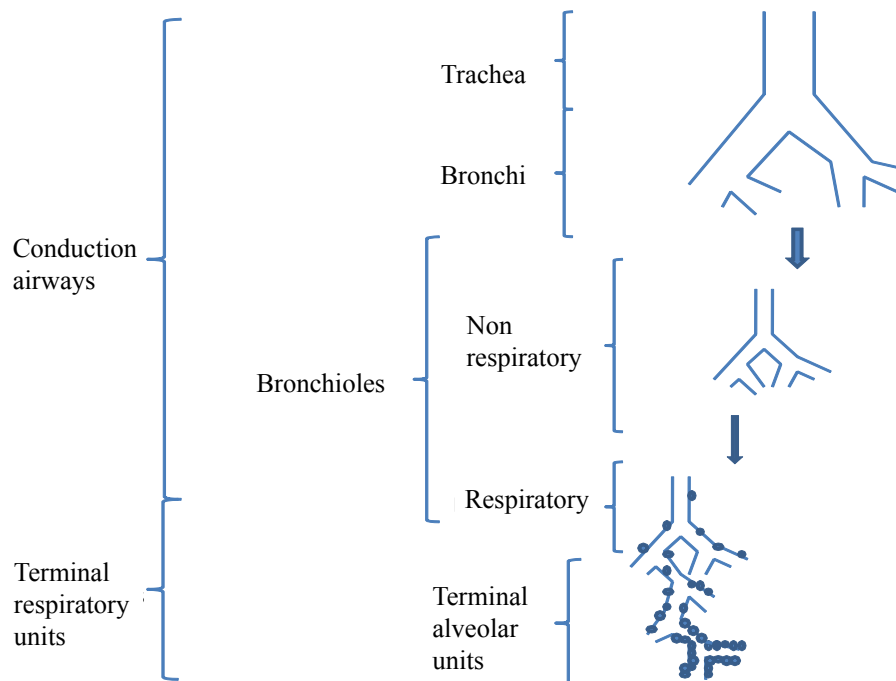 Trachea
Bronchi
Conduction
airways
Non
respiratory
Bronchioles
Respiratory
Terminal
respiratory
units
Terminal
alveolar
units